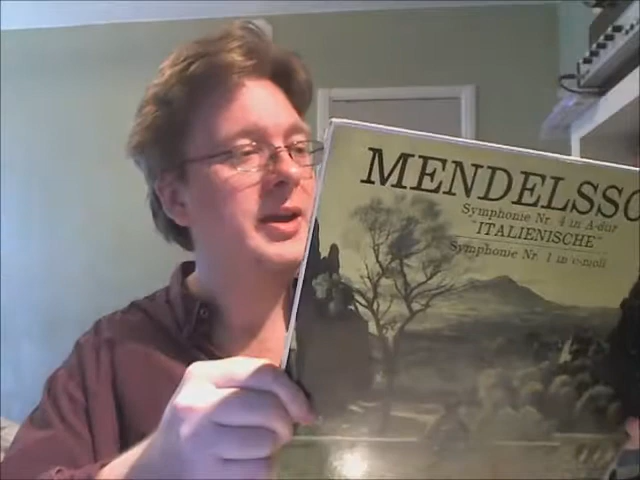 MENDELSSO
Symphonie Nr. 4 in A-dur
"ITALIENISCHE"
Symphonie Nr. 1 in c-moll